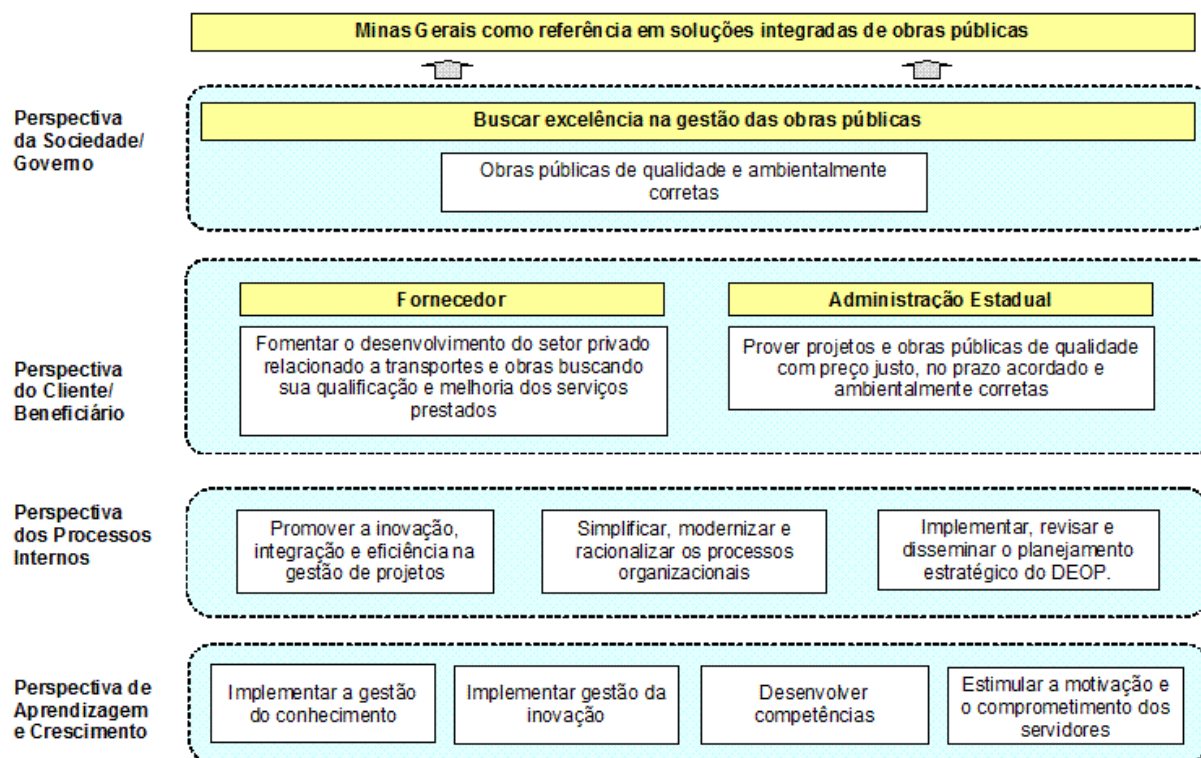 Minas Gerais como referência em soluções integradas de obras públicas
Perspectiva
da Sociedade/
Governo
Buscar excelência na gestão das obras públicas
Obras públicas de qualidade e ambientalmente
corretas
Perspectiva
do Cliente/
Beneficiário
Fornecedor
Fomentar o desenvolvimento do setor privado
relacionado a transportes e obras buscando
sua qualificação e melhoria dos serviços
prestados
Administração Estadual
Prover projetos e obras públicas de qualidade
com preço justo, no prazo acordado e
ambientalmente corretas
Perspectiva
dos Processos
Internos
Promover a inovação,
integração e eficiência na
gestão de projetos
Simplificar, modernizar e
racionalizar os processos
organizacionais
Implementar, revisar e
disseminar o planejamento
estratégico do DEOP.
Perspectiva de
Aprendizagem
e Crescimento
Implementar a gestão
do conhecimento
Implementar gestão da
inovação
Desenvolver
competências
Estimular a motivação e
o comprometimento dos
servidores